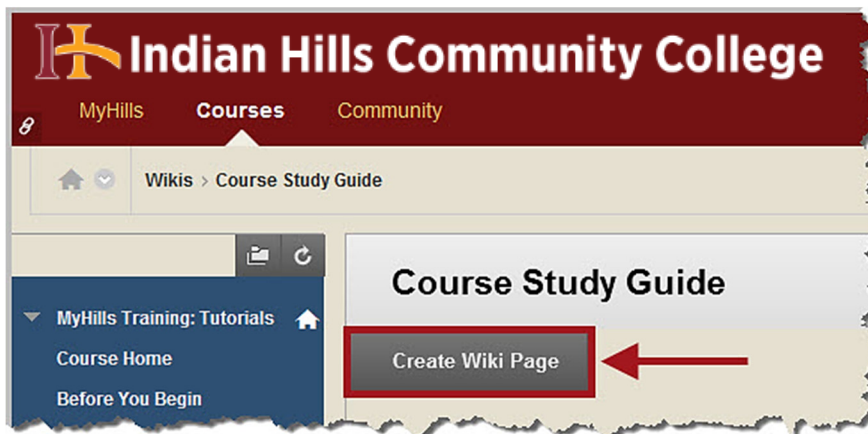 Indian Hills Community College
MyHills Courses Community
Wikis > Course Study Guide
Course Study Guide
MyHills Training: Tutorials
Course Home
Before You Begin
Create Wiki Page